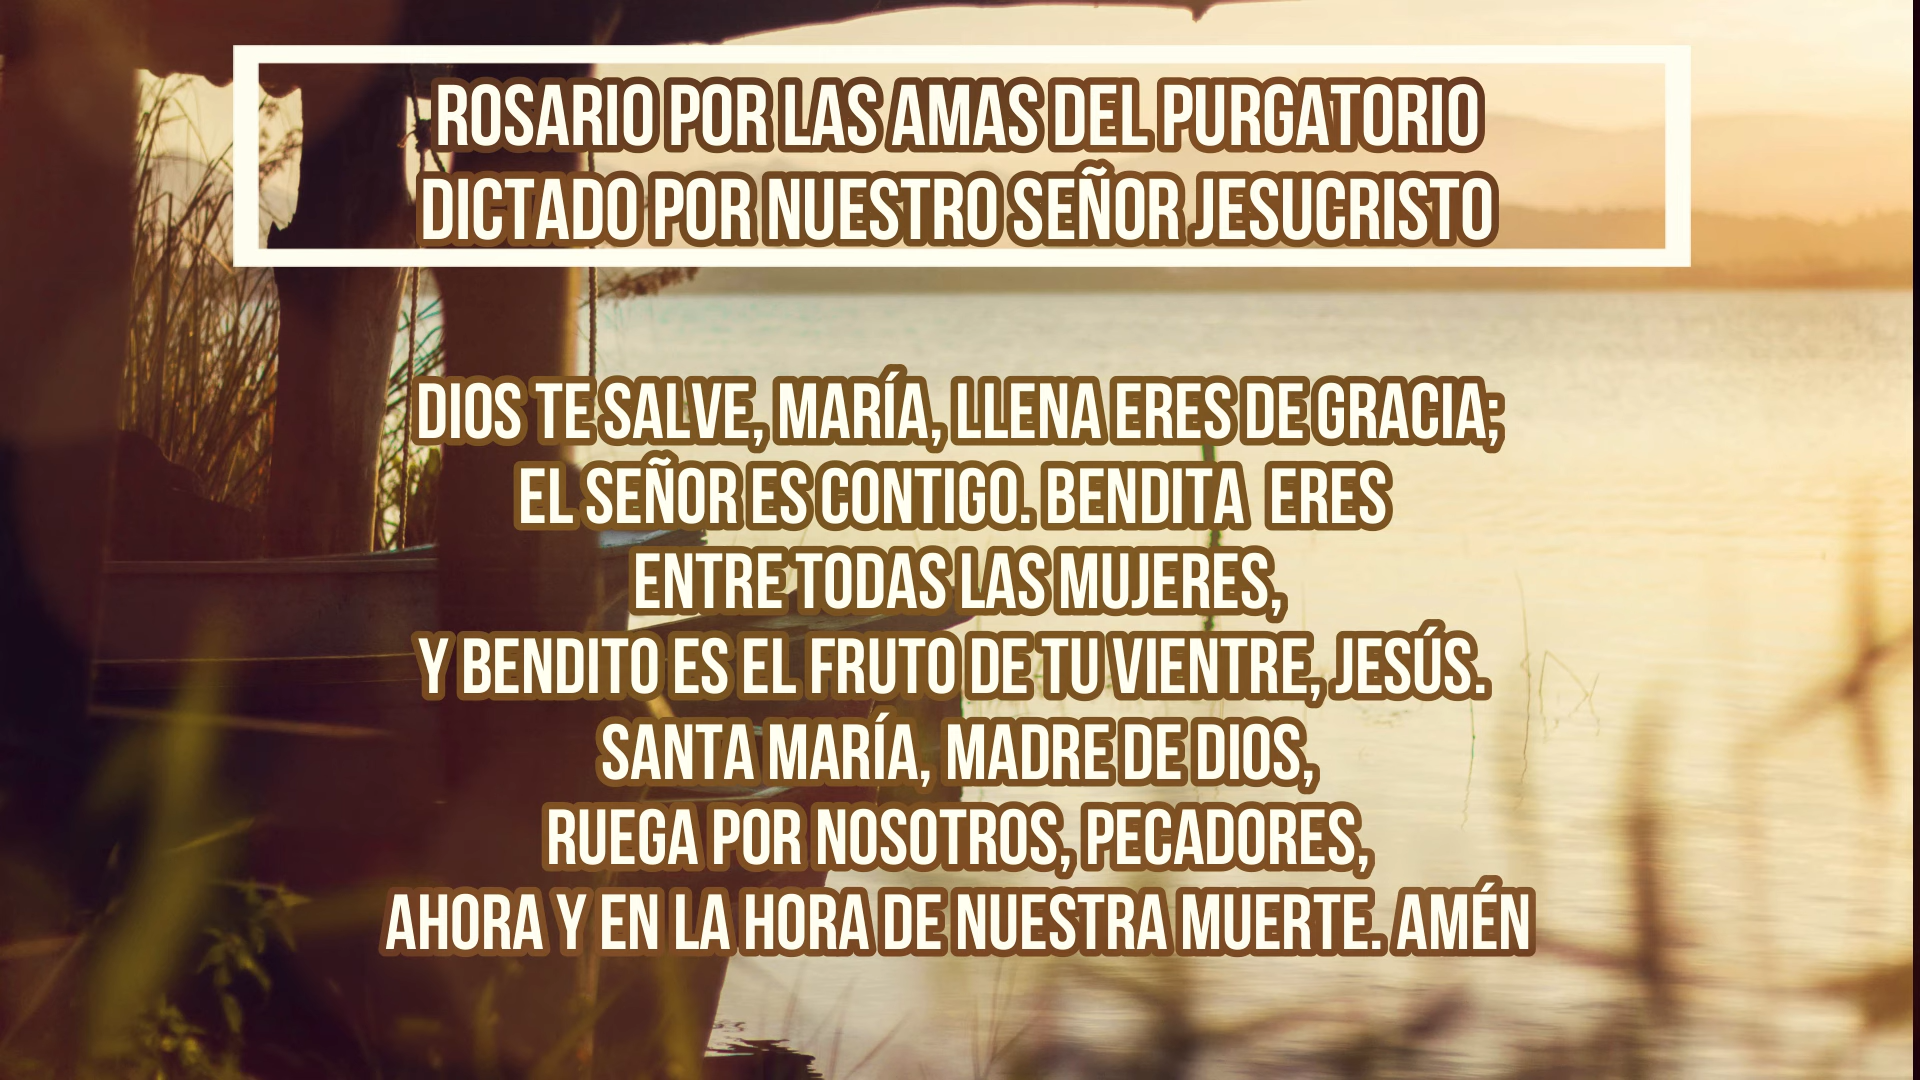 ROSARIO POR LAS AMAS DEL PURGATORIO
DICTADO POR NUESTRO SEÑOR JESUCRISTO
DIOS TE SALVE, MARÍA, LLENA ERES DE GRACIA;
EL SEÑOR ES CONTIGO. BENDITA ERES
ENTRE TODAS LAS MUJERES,
Y BENDITO ES EL FRUTO DE TU VIENTRE, JESÚS.
SANTA MARÍA, MADRE DE DIOS,
RUEGA POR NOSOTROS, PECADORES,
AHORA Y EN LA HORA DE NUESTRA MUERTE. AMÉN